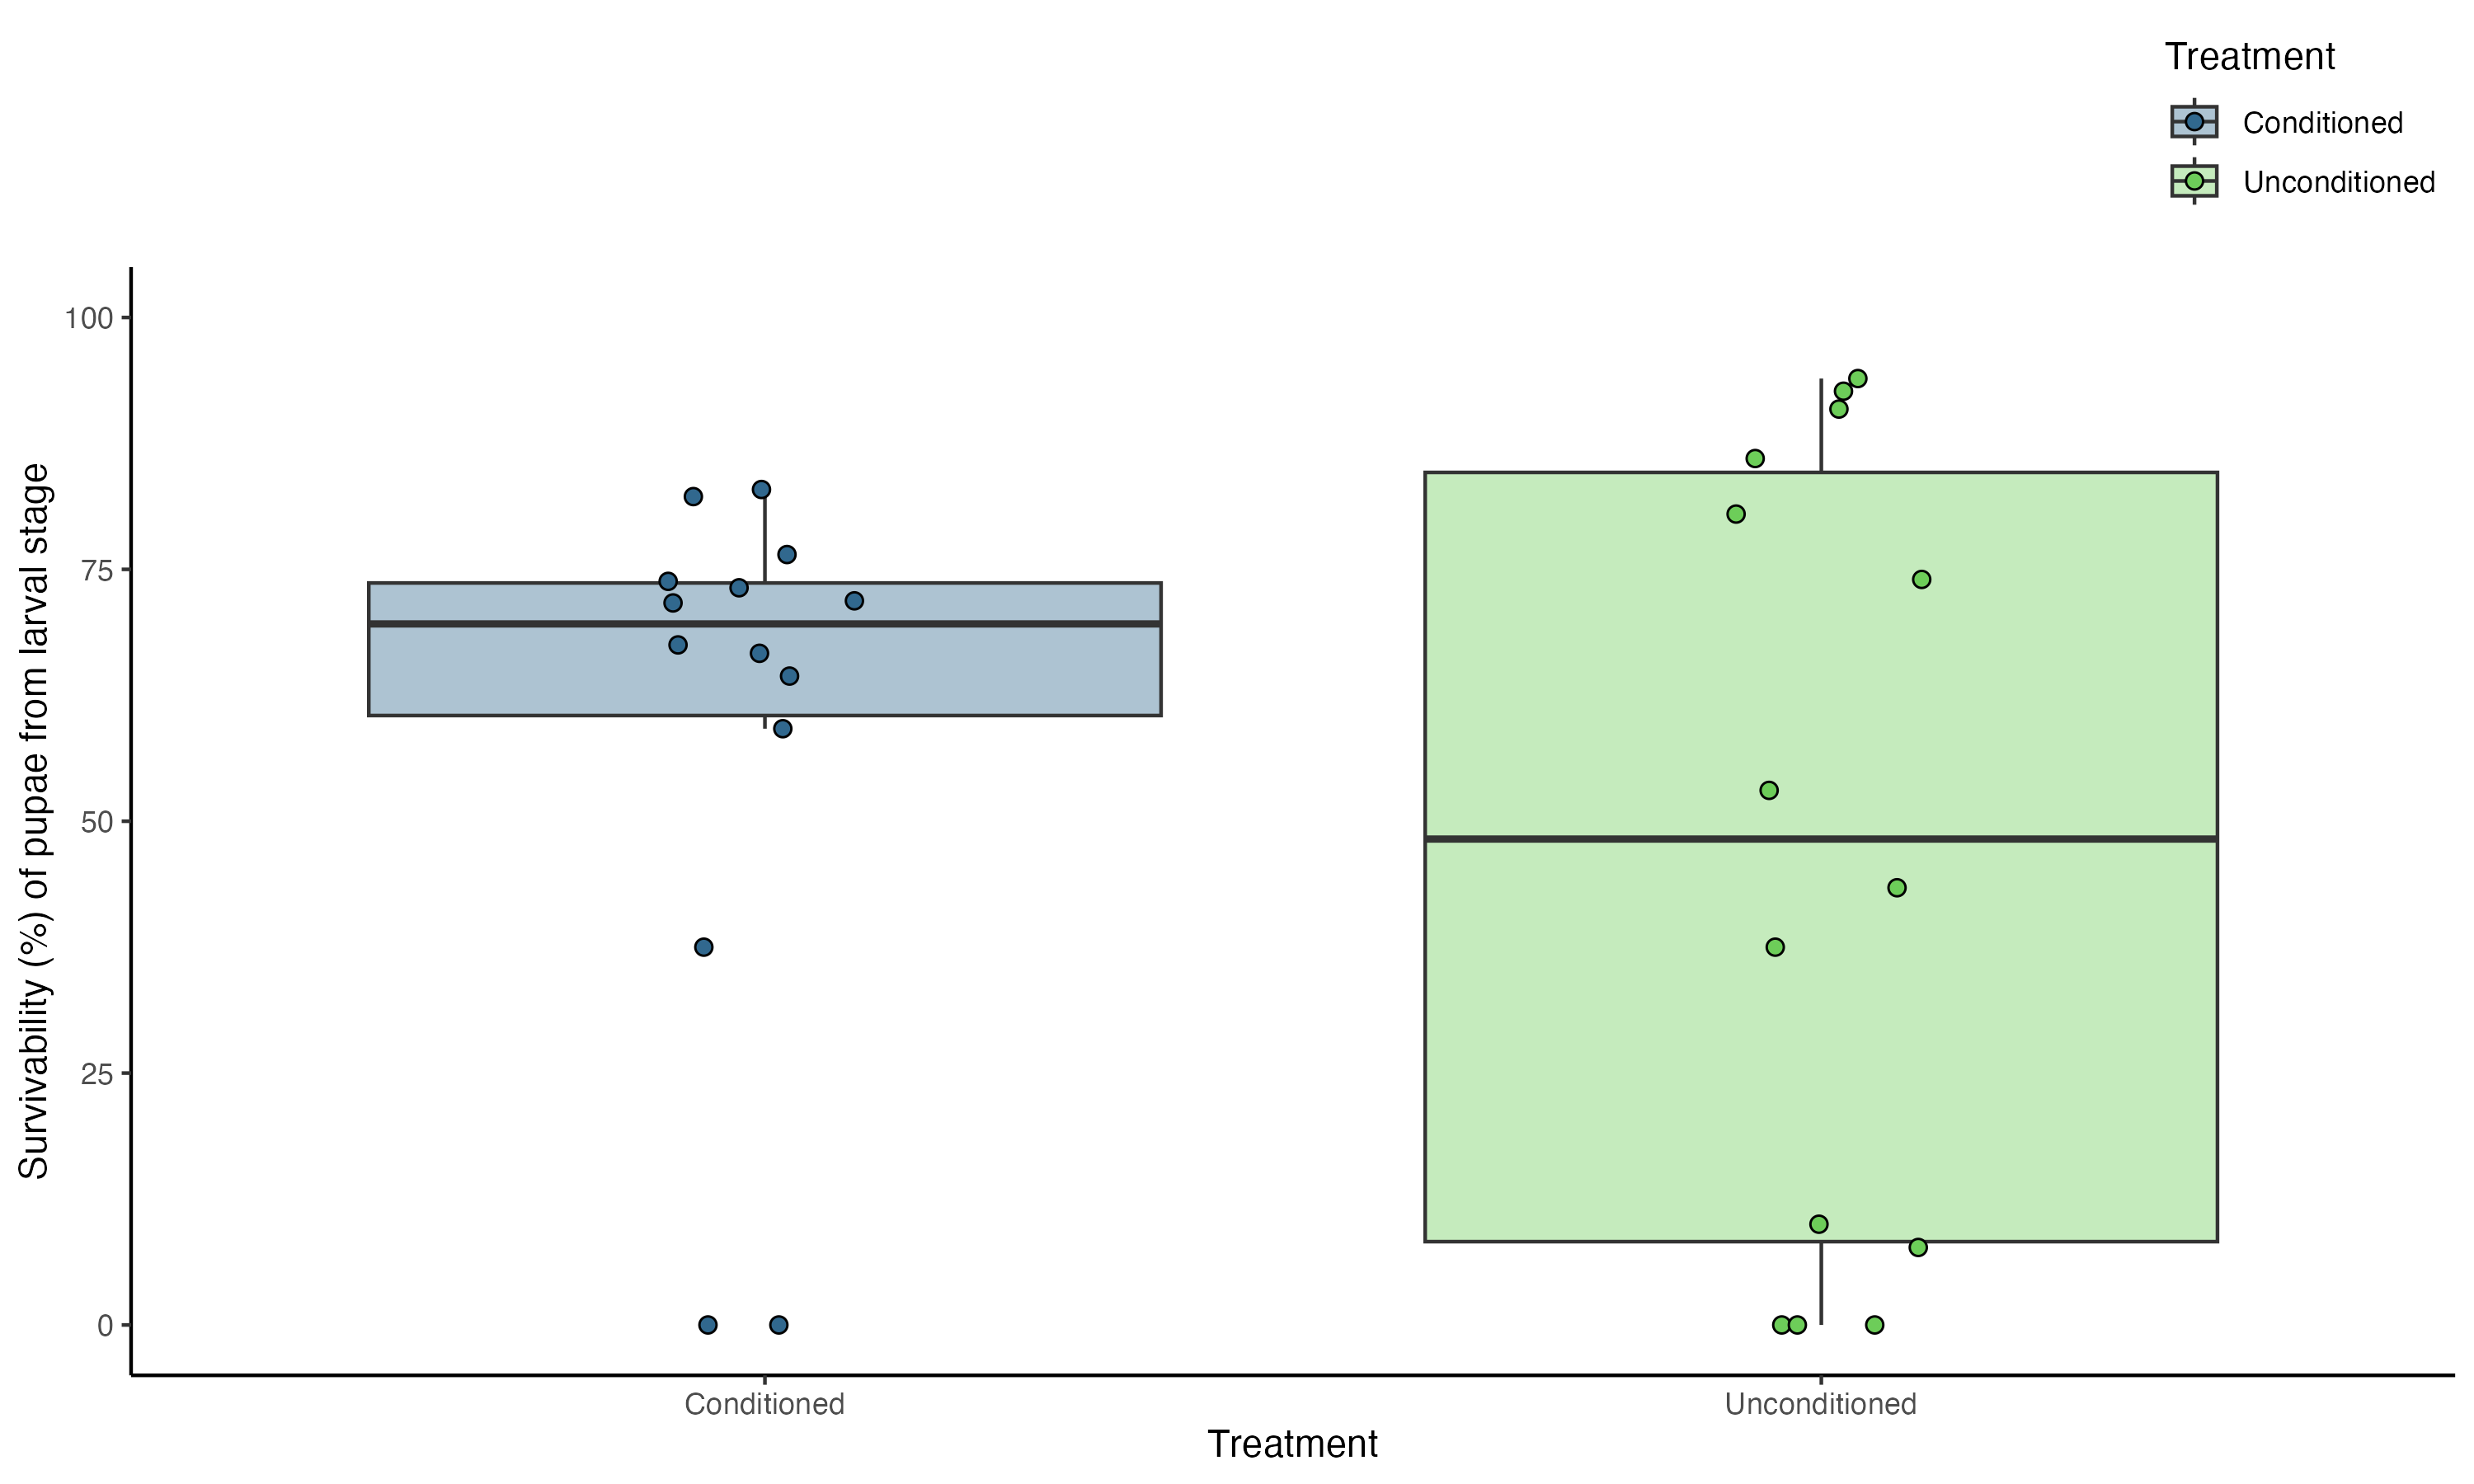 Treatment
Conditioned
Unconditioned
Survivability (%) of pupae from larval stage
100
75
50
25
0
Conditioned
Unconditioned
Treatment